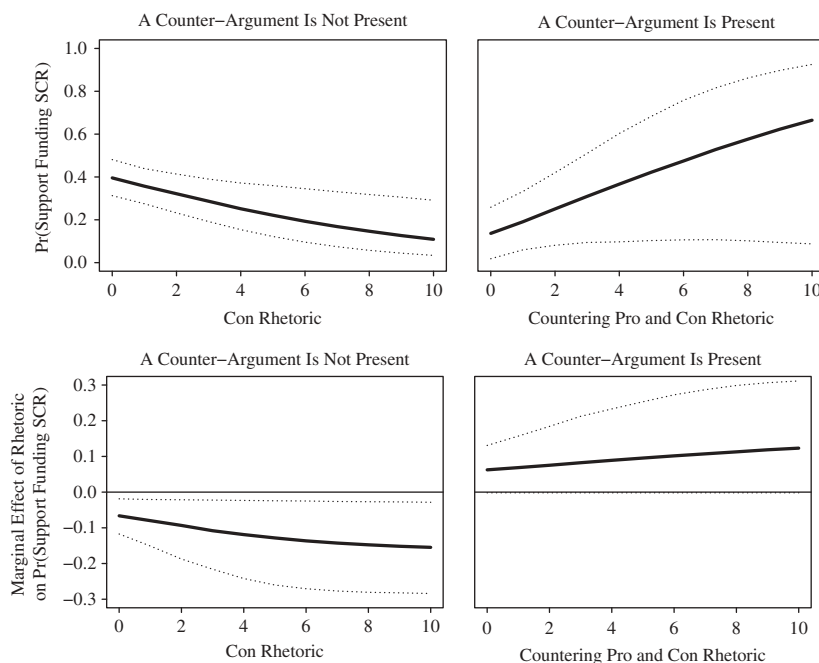 A Counter−Argument Is Not Present
A Counter−Argument Is Present
Pr(Support Funding SCR)
1.0
0.8
0.6
0.4
0.2
0.0
0 2 4 6 8 10
Con Rhetoric
0 2 4 6 8 10
Countering Pro and Con Rhetoric
A Counter−Argument Is Not Present
A Counter−Argument Is Present
Marginal Effect of Rhetoric
on Pr(Support Funding SCR)
0.3
0.2
0.1
0.0
−0.1
−0.2
−0.3
0 2 4 6 8 10
Con Rhetoric
0 2 4 6 8 10
Countering Pro and Con Rhetoric